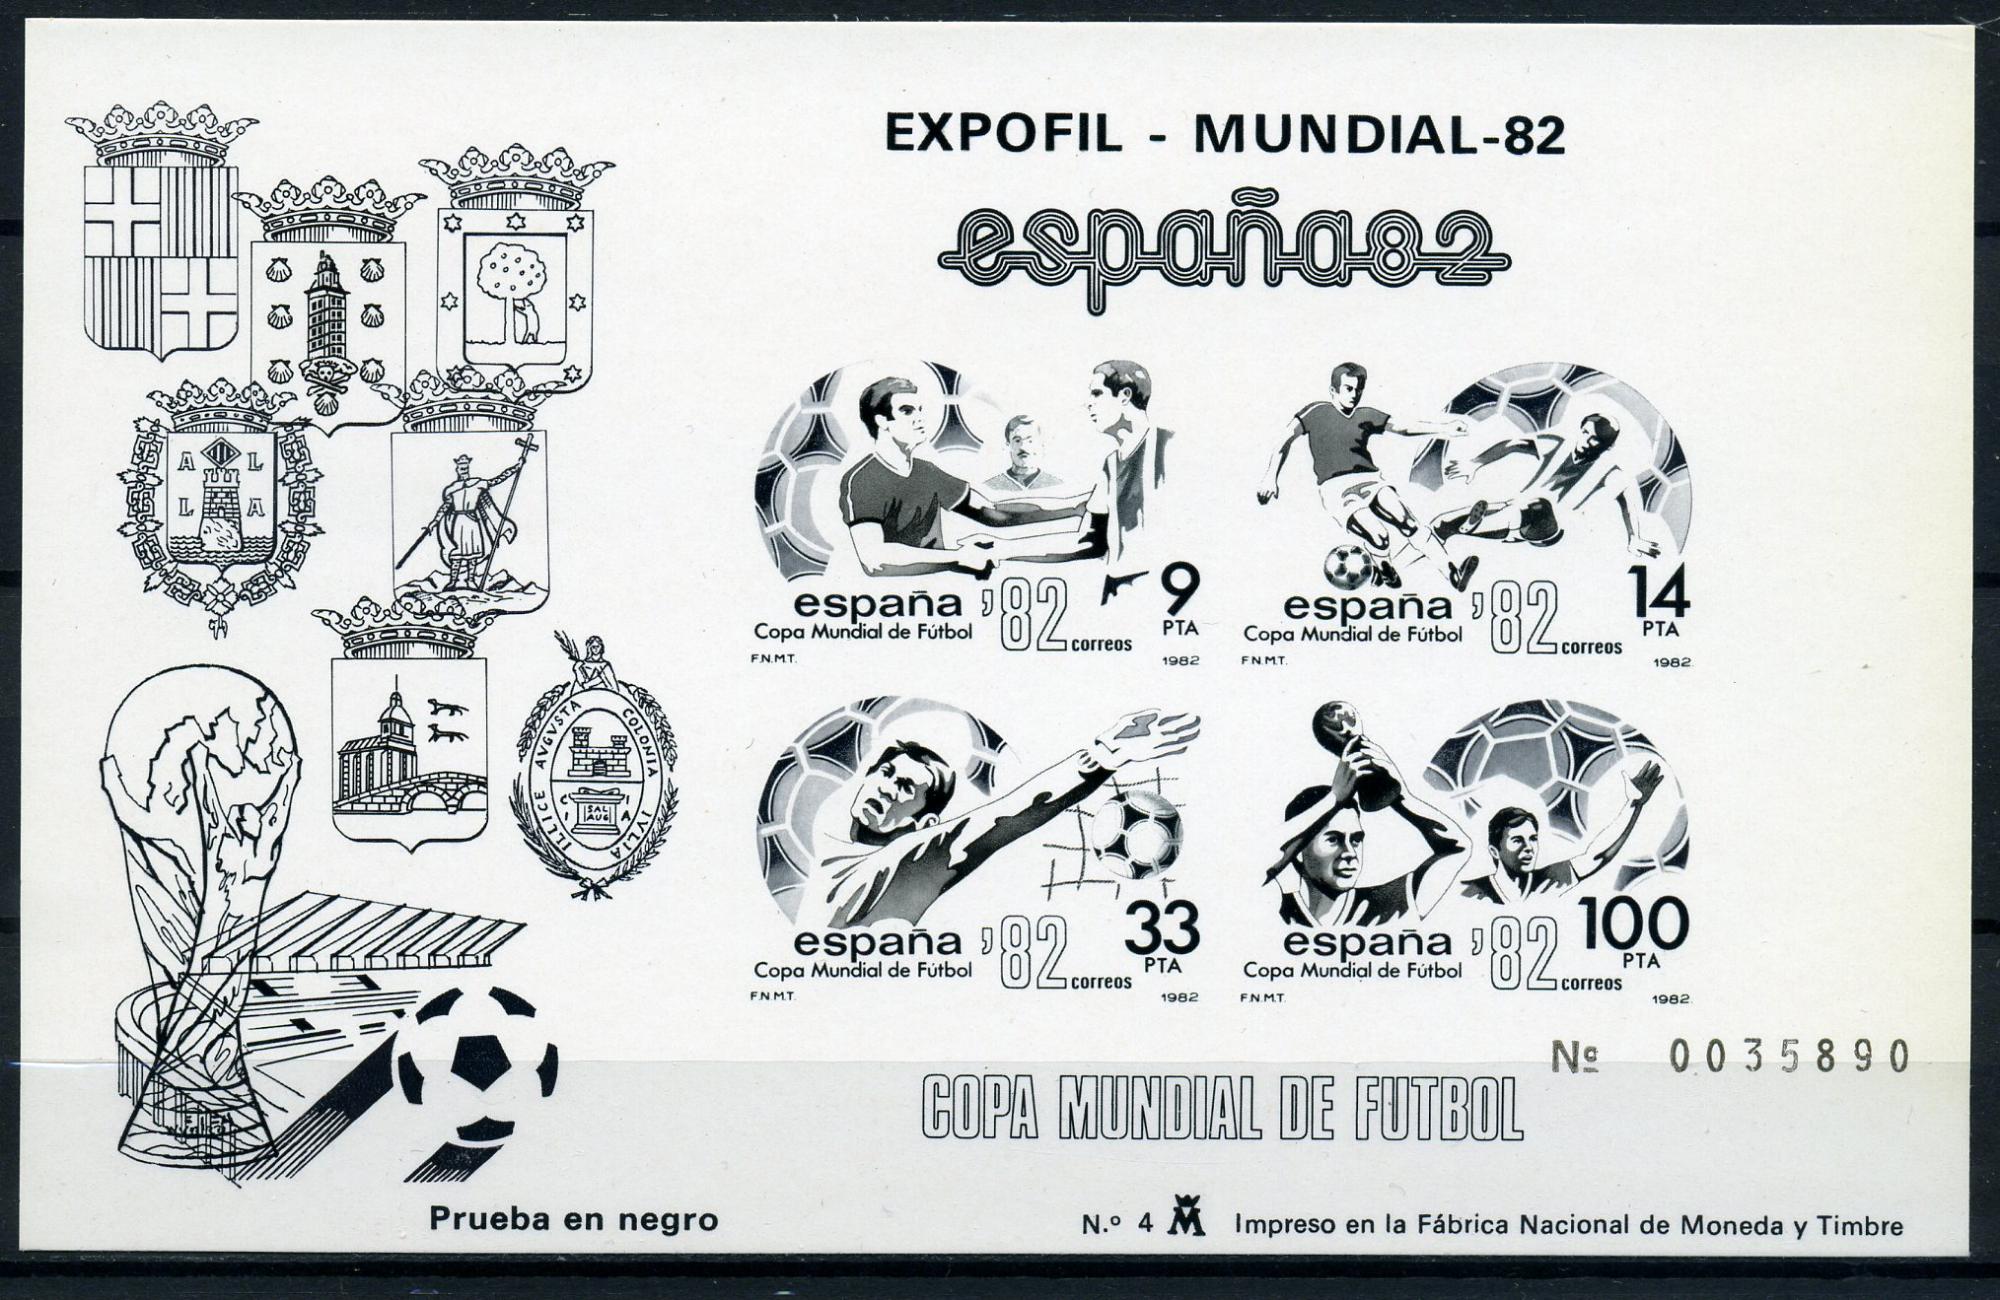 EXPOFIL - MUNDIAL-82
españa82
A L
L A
ILLICE AVGVSTA COLONIA IVLIA
C I
I A
SAL
AUG
españa '82 9
Copa Mundial de Fútbol correos PTA
F.N.M.T. 1982
españa '82 14
Copa Mundial de Fútbol correos PTA
F.N.M.T. 1982
españa '82 33
Copa Mundial de Fútbol correos PTA
F.N.M.T. 1982
españa '82 100
Copa Mundial de Fútbol correos PTA
F.N.M.T. 1982
Nº 0035890
COPA MUNDIAL DE FUTBOL
Prueba en negro
N.º 4 M Impreso en la Fábrica Nacional de Moneda y Timbre